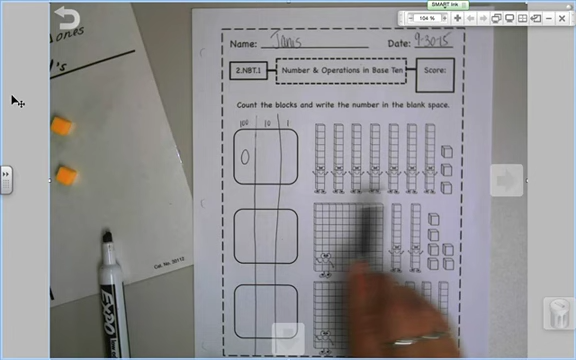 SMART Ink
104 %
Name: Janis Date: 9-30-15
2.NBT.1 Number & Operations in Base Ten Score:
Count the blocks and write the number in the blank space.
100 10 1
0
Cat. No. 30112
EXPO